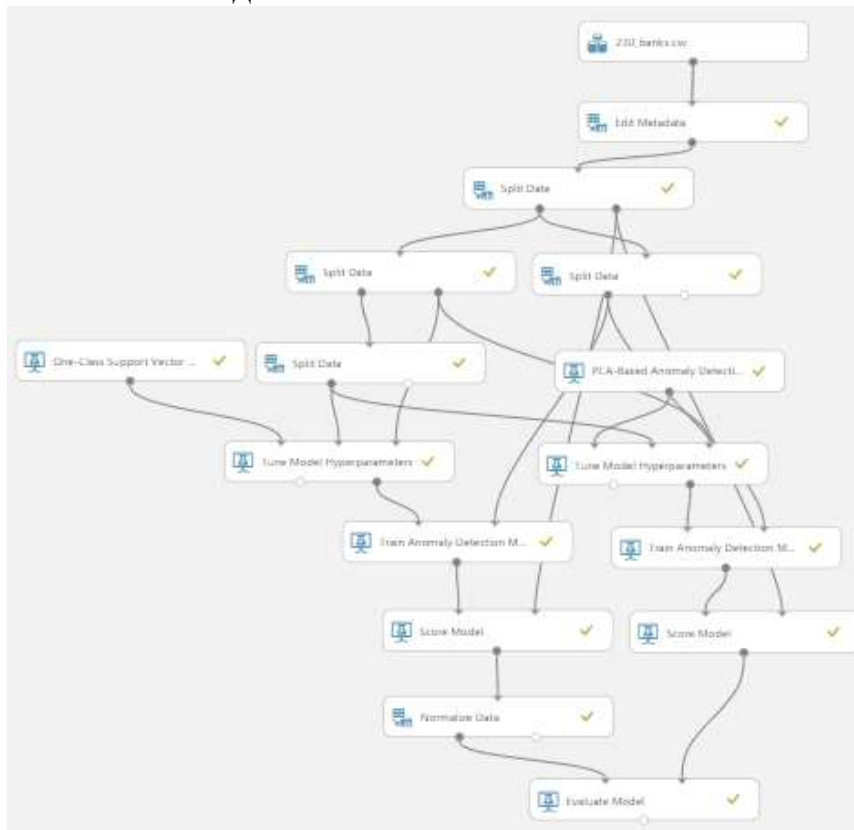 Д
230_banks.csv
Edit Metadata
Split Data
Split Data
Split Data
One-Class Support Vector ...
Split Data
PCA-Based Anomaly Detecti...
Tune Model Hyperparameters
Tune Model Hyperparameters
Train Anomaly Detection M...
Train Anomaly Detection M...
Score Model
Score Model
Normalize Data
Evaluate Model